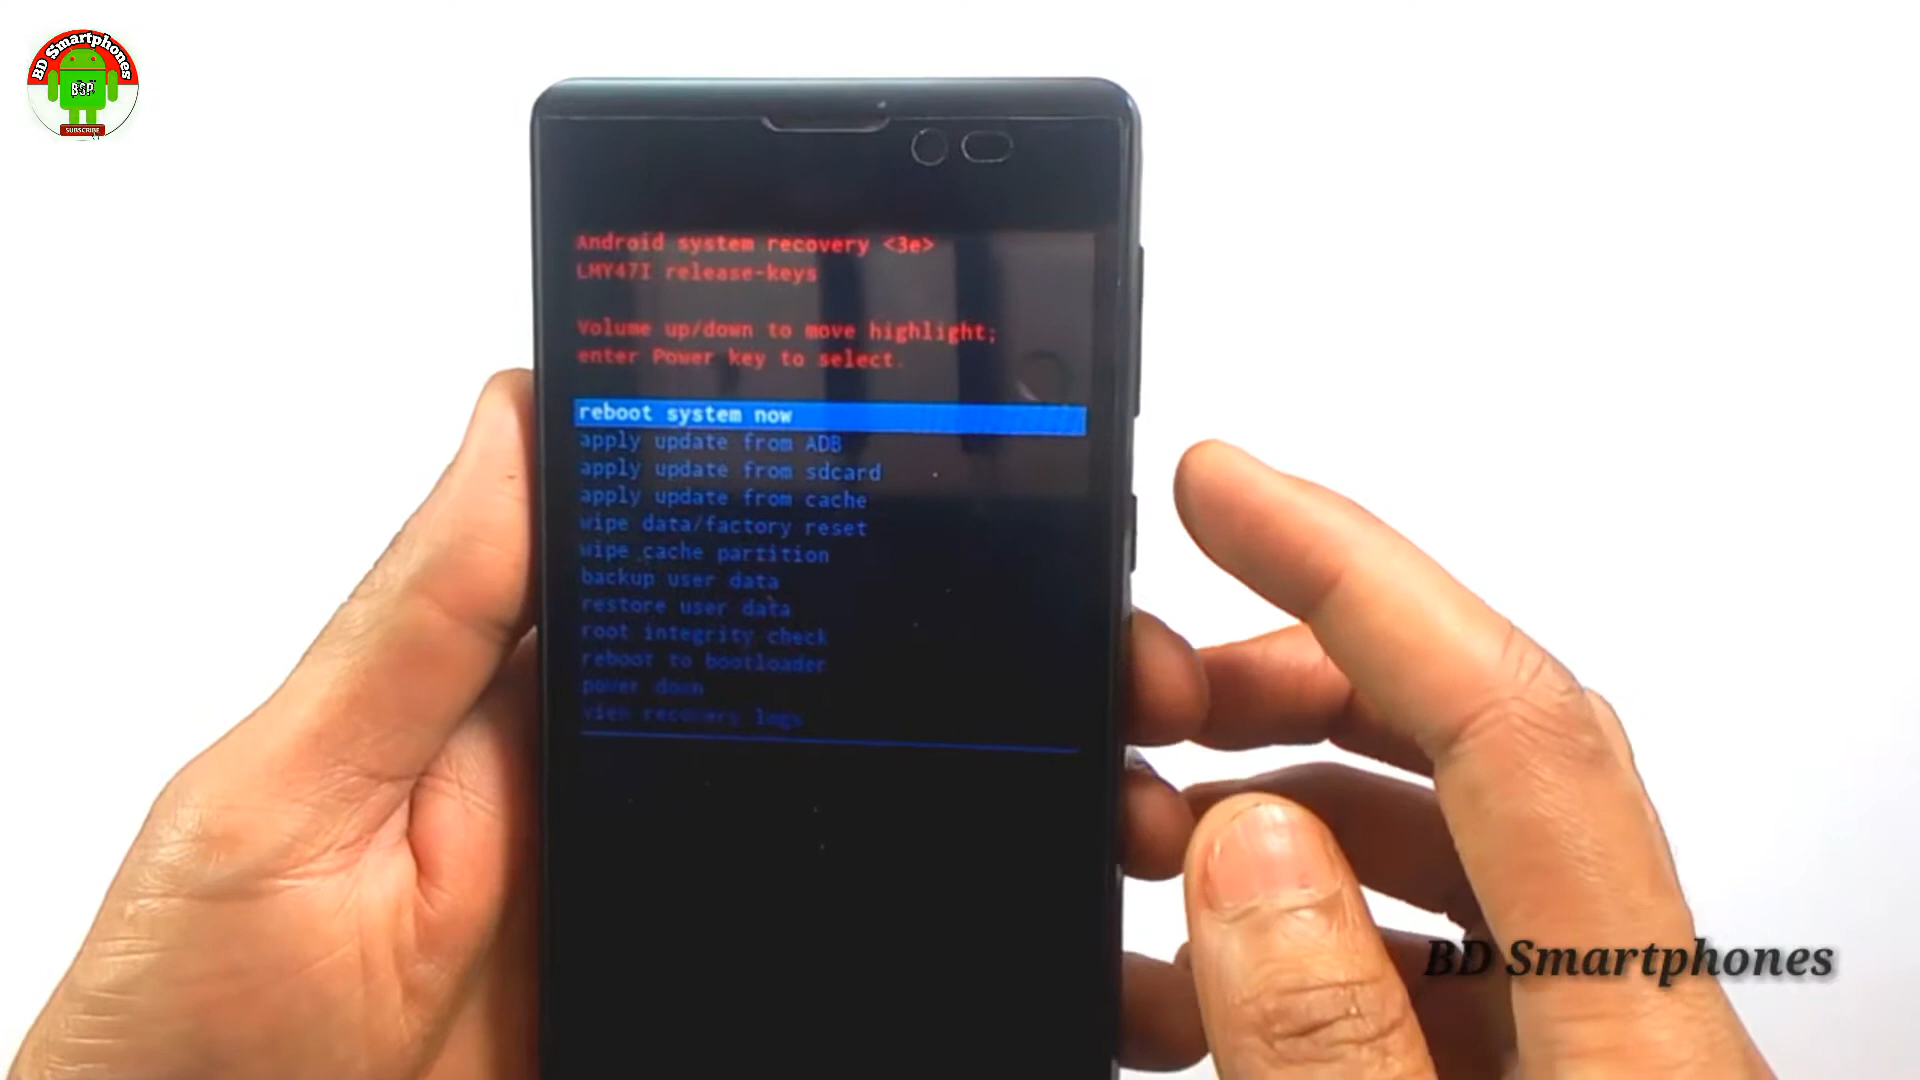 BD Smartphones
BSP
SUBSCRIBE
Android system recovery <3e>
LMY47I release-keys
Volume up/down to move highlight;
enter Power key to select.
reboot system now
apply update from ADB
apply update from sdcard
apply update from cache
wipe data/factory reset
wipe cache partition
backup user data
restore user data
root integrity check
reboot to bootloader
power down
view recovery logs
BD Smartphones